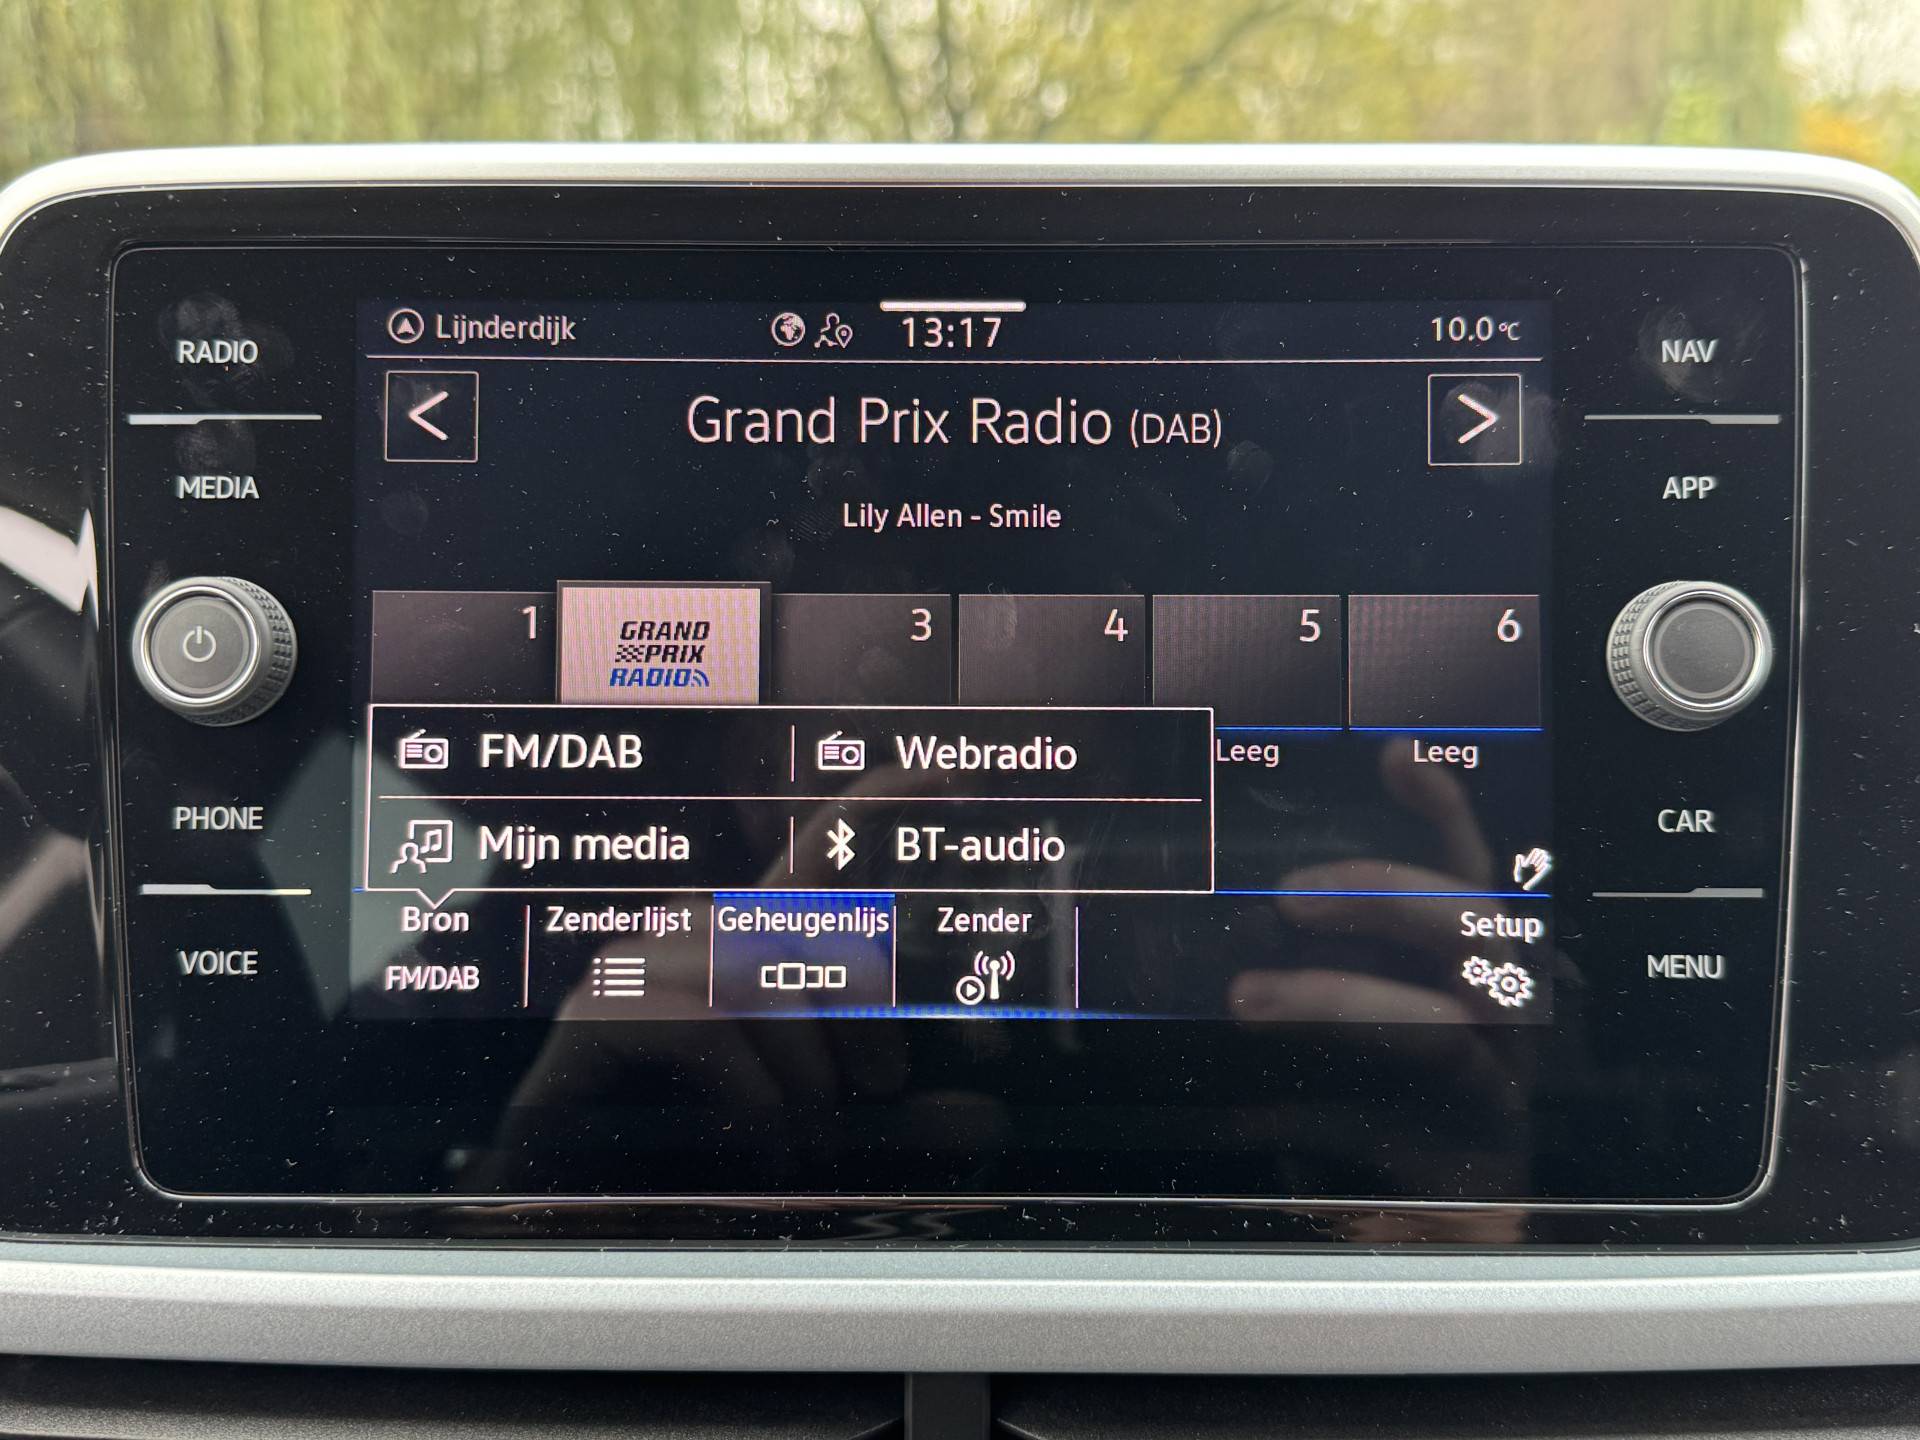 RADIO
MEDIA
PHONE
VOICE
Lijnderdijk
13:17
10.0°C
<
Grand Prix Radio (DAB)
>
Lily Allen - Smile
1
GRAND
PRIX
RADIO
3
4
5
6
Leeg
Leeg
FM/DAB
Webradio
Mijn media
BT-audio
Bron
FM/DAB
Zenderlijst
Geheugenlijs
Zender
Setup
NAV
APP
CAR
MENU